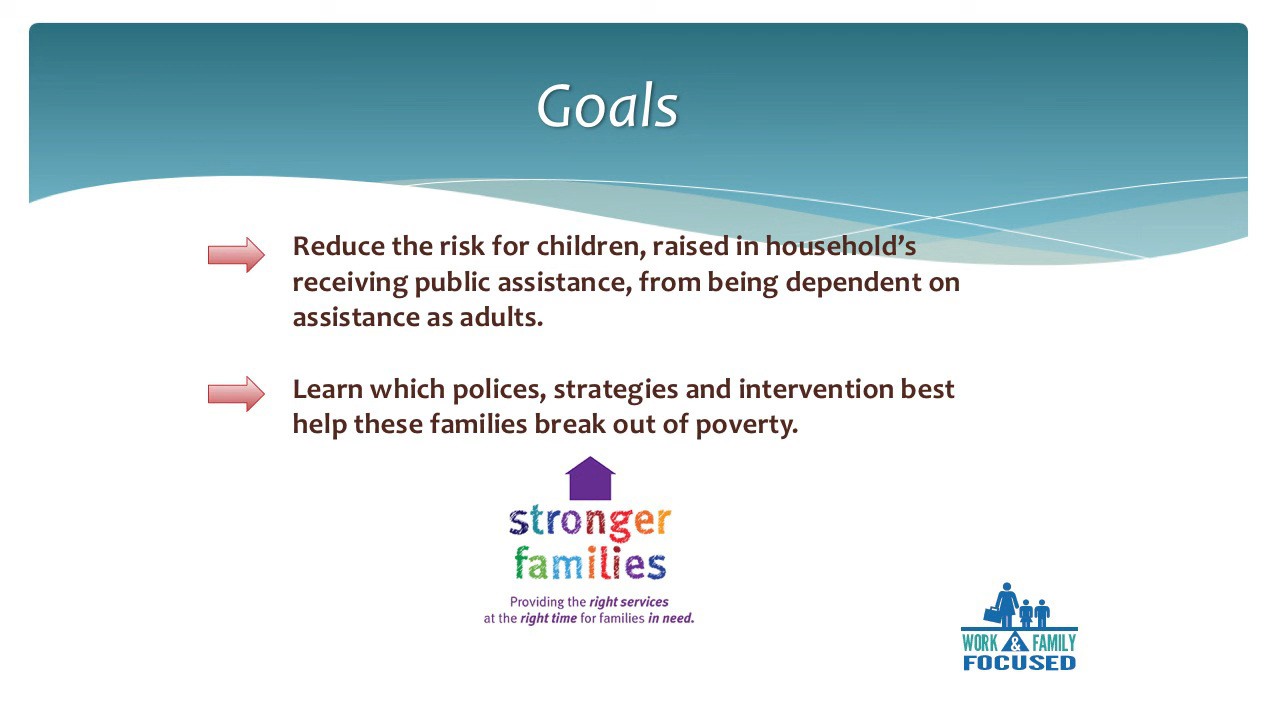 Goals
Reduce the risk for children, raised in household’s
receiving public assistance, from being dependent on
assistance as adults.
Learn which polices, strategies and intervention best
help these families break out of poverty.
stronger
families
Providing the right services
at the right time for families in need.
WORK & FAMILY
FOCUSED